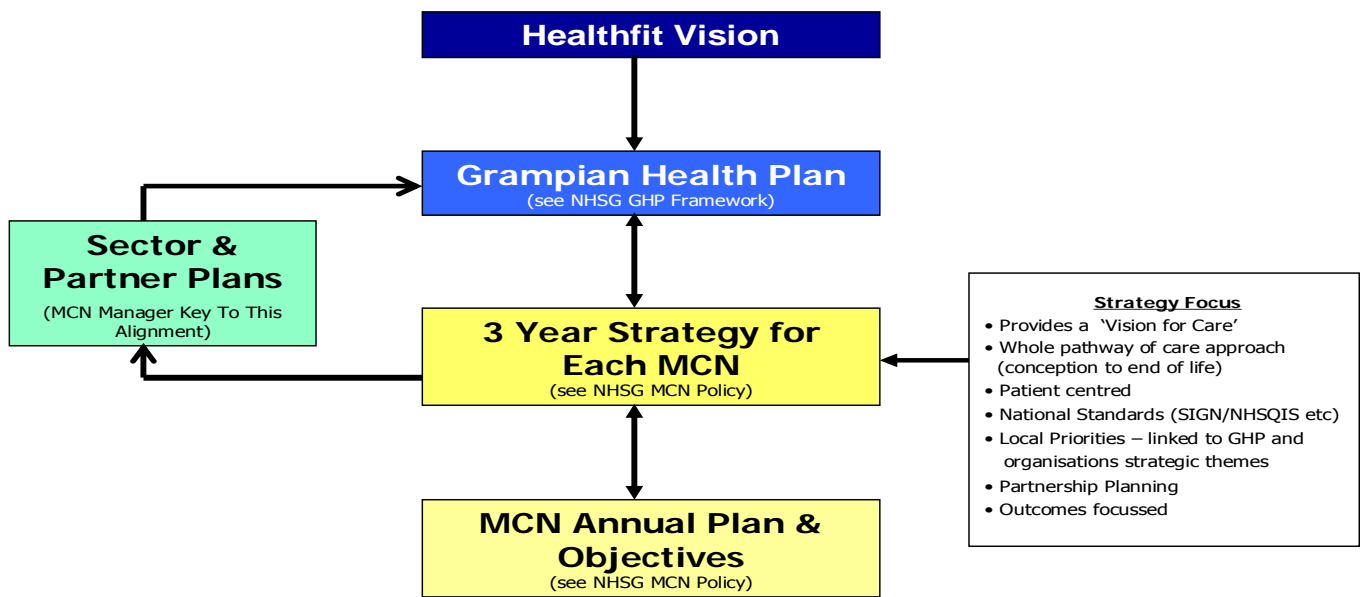 Healthfit Vision
Grampian Health Plan
(see NHSG GHP Framework)
Sector &
Partner Plans
(MCN Manager Key To This
Alignment)
3 Year Strategy for
Each MCN
(see NHSG MCN Policy)
Strategy Focus
• Provides a ‘Vision for Care’
• Whole pathway of care approach
(conception to end of life)
• Patient centred
• National Standards (SIGN/NHSQIS etc)
• Local Priorities – linked to GHP and
organisations strategic themes
• Partnership Planning
• Outcomes focussed
MCN Annual Plan &
Objectives
(see NHSG MCN Policy)